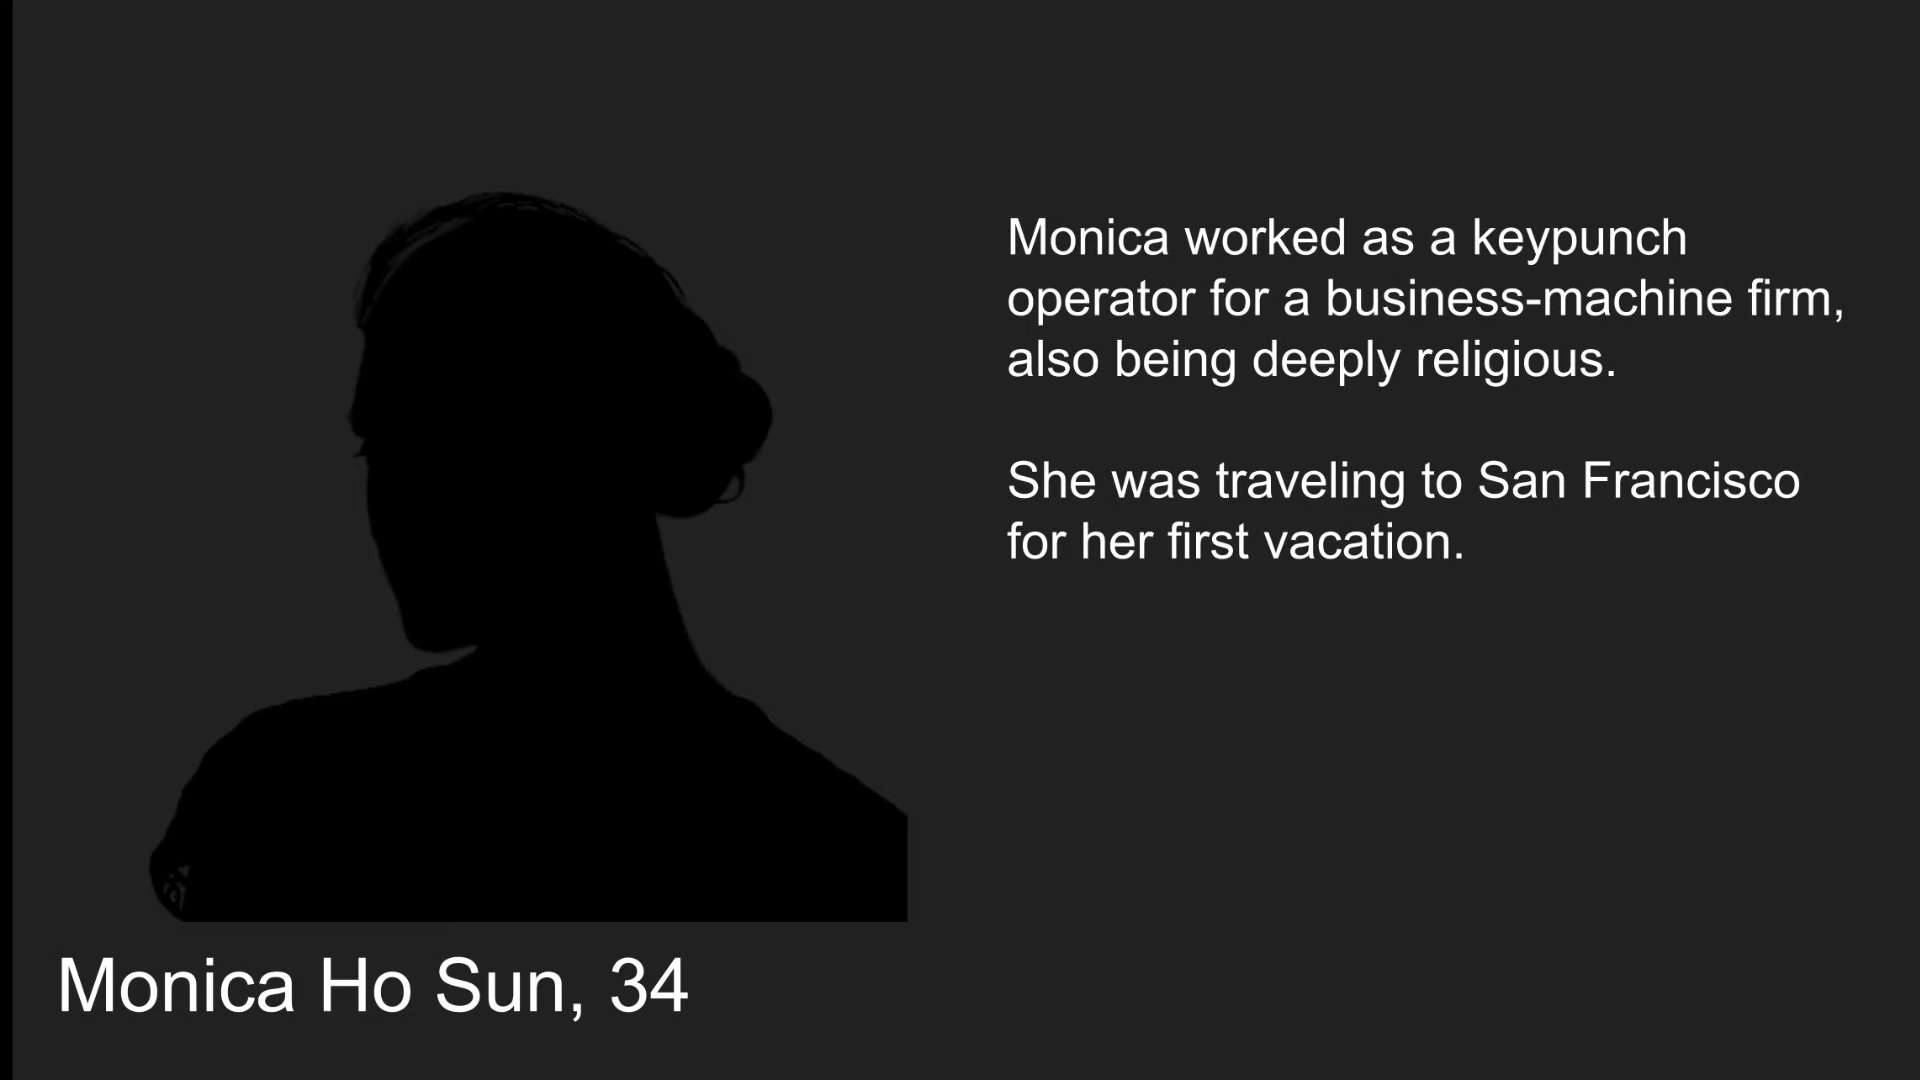 Monica worked as a keypunch
operator for a business-machine firm,
also being deeply religious.
She was traveling to San Francisco
for her first vacation.
Monica Ho Sun, 34